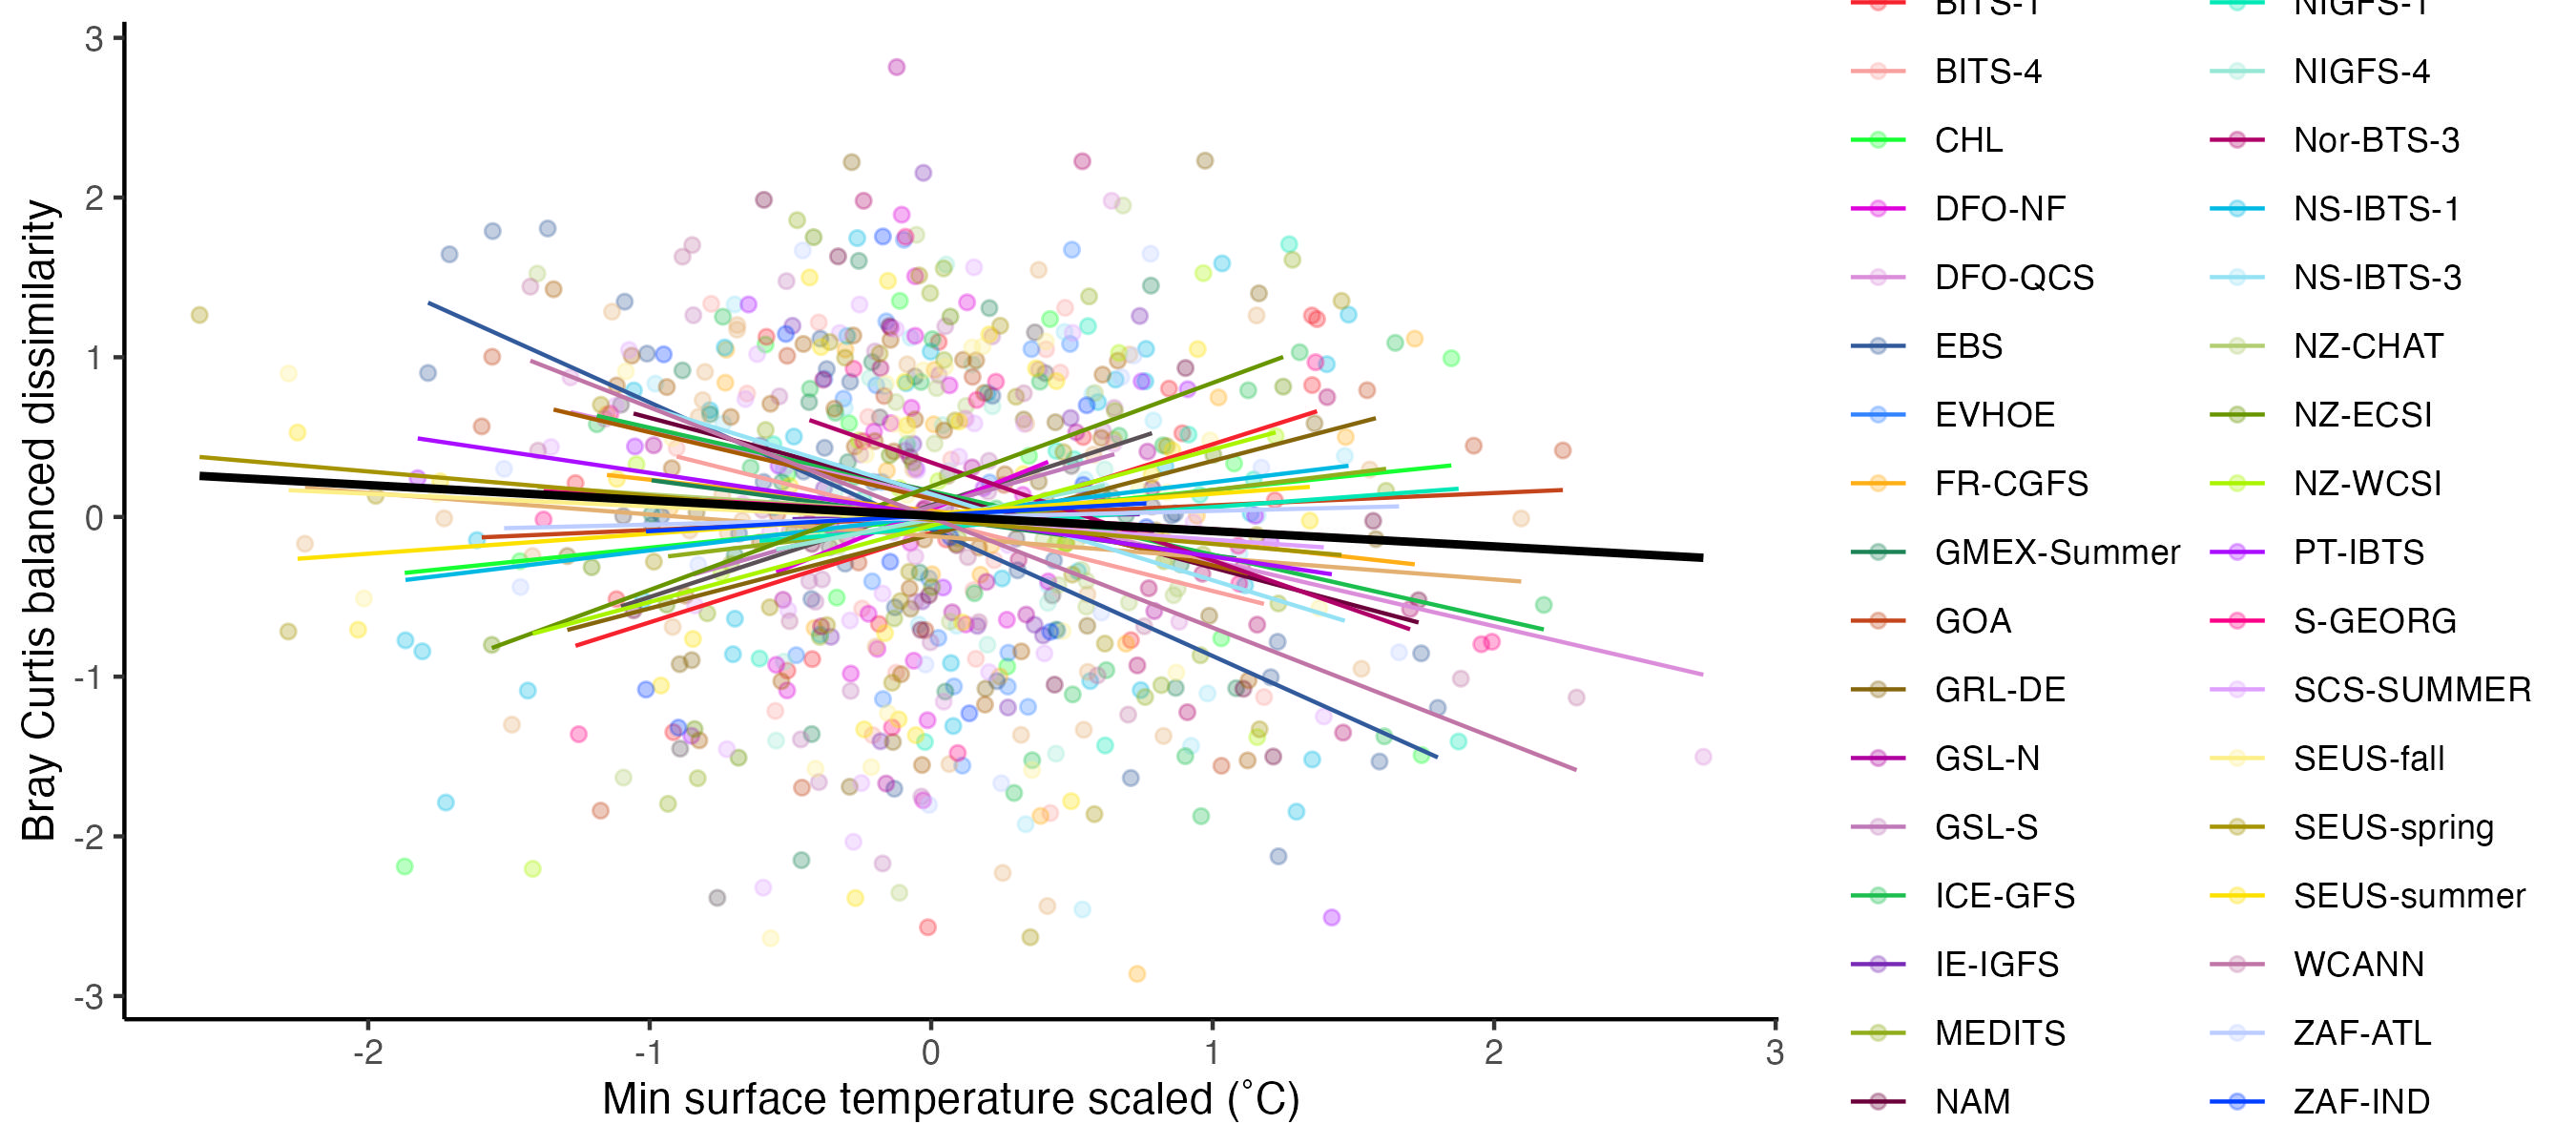 3
2
1
0
-1
-2
-3
Bray Curtis balanced dissimilarity
-2
-1
0
1
2
3
Min surface temperature scaled (˚C)
BITS-1
BITS-4
CHL
DFO-NF
DFO-QCS
EBS
EVHOE
FR-CGFS
GMEX-Summer
GOA
GRL-DE
GSL-N
GSL-S
ICE-GFS
IE-IGFS
MEDITS
NAM
NIGFS-1
NIGFS-4
Nor-BTS-3
NS-IBTS-1
NS-IBTS-3
NZ-CHAT
NZ-ECSI
NZ-WCSI
PT-IBTS
S-GEORG
SCS-SUMMER
SEUS-fall
SEUS-spring
SEUS-summer
WCANN
ZAF-ATL
ZAF-IND